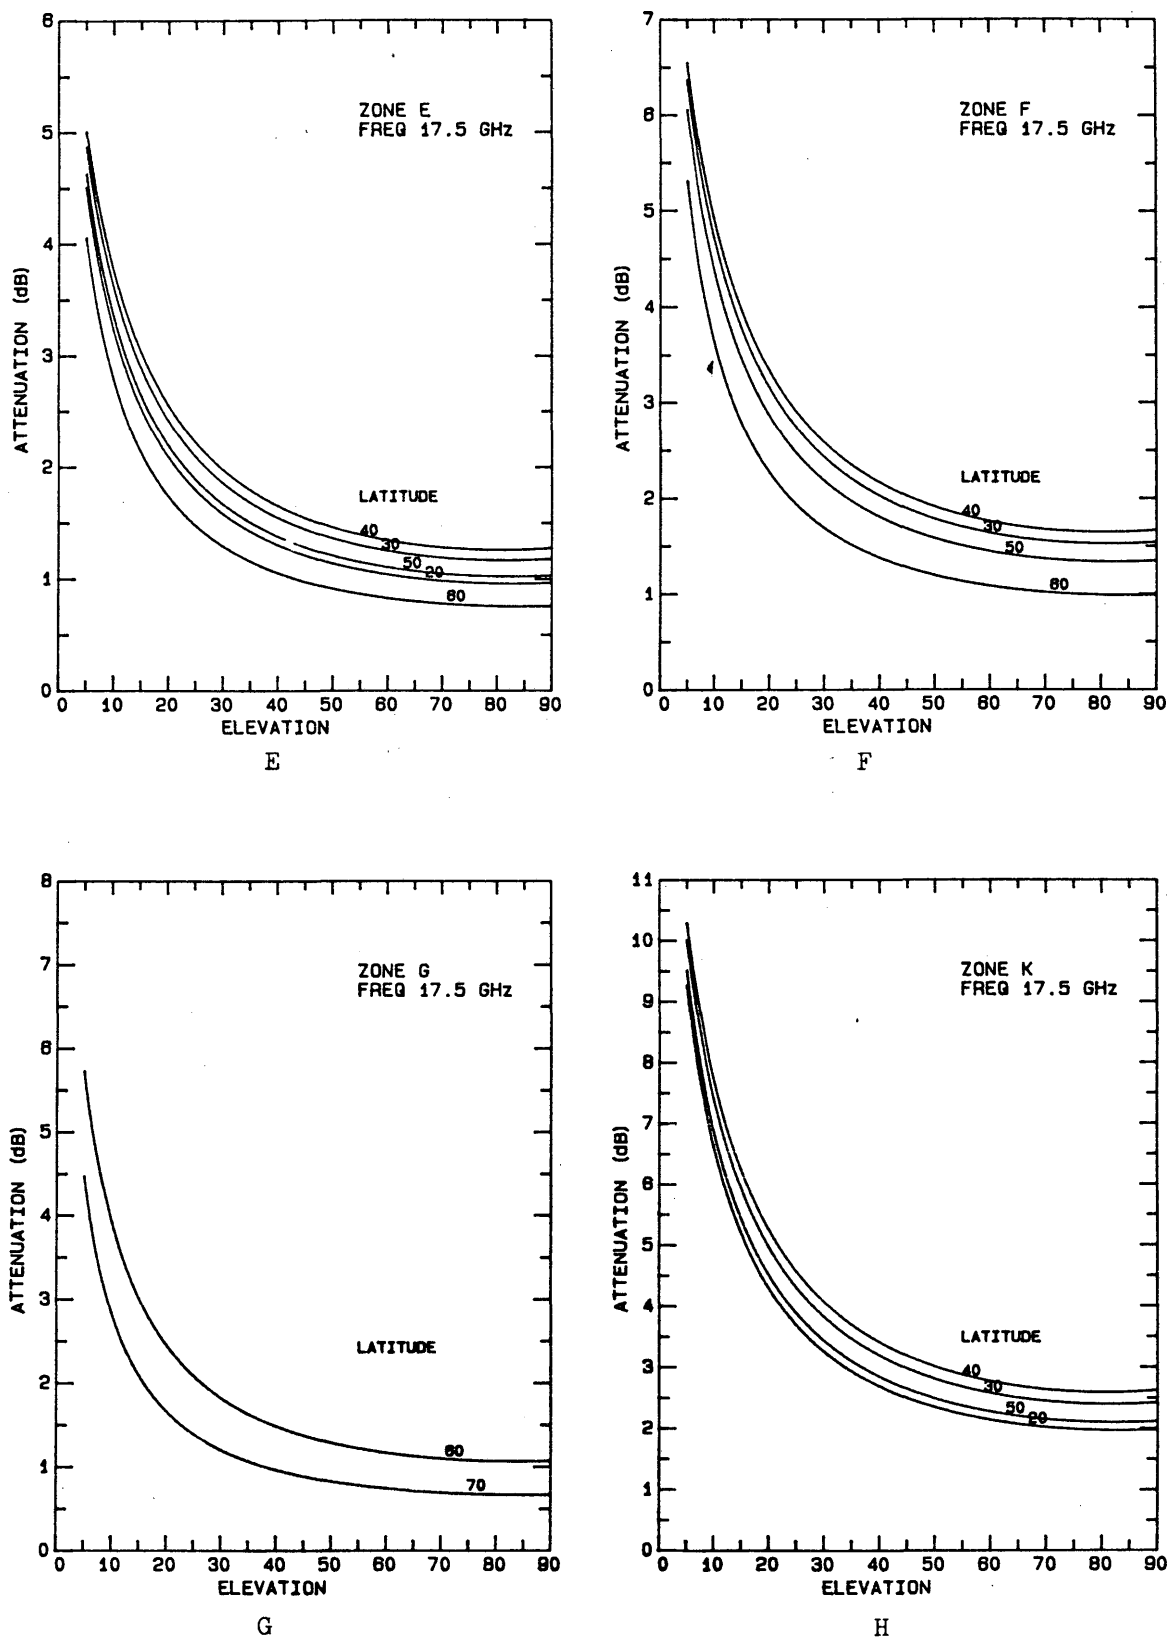 ZONE E
FREQ 17.5 GHz
ATTENUATION (dB)
6
5
4
3
2
1
0
LATITUDE
40
30
50
20
60
0 10 20 30 40 50 60 70 80 90
ELEVATION
E
ZONE F
FREQ 17.5 GHz
ATTENUATION (dB)
7
6
5
4
3
2
1
0
LATITUDE
40
30
50
60
0 10 20 30 40 50 60 70 80 90
ELEVATION
F
ZONE G
FREQ 17.5 GHz
ATTENUATION (dB)
8
7
6
5
4
3
2
1
0
LATITUDE
60
70
0 10 20 30 40 50 60 70 80 90
ELEVATION
G
ZONE K
FREQ 17.5 GHz
ATTENUATION (dB)
11
10
9
8
7
6
5
4
3
2
1
0
LATITUDE
40
30
50
20
0 10 20 30 40 50 60 70 80 90
ELEVATION
H